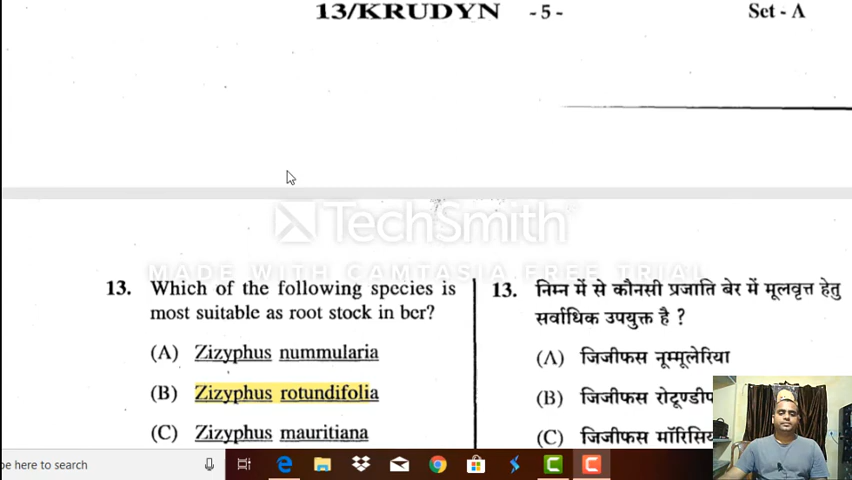 13/KRUDYN -5- Set - A
TechSmith
MADE WITH CAMTASIA FREE TRIAL
13. Which of the following species is
most suitable as root stock in ber?
(A) Zizyphus nummularia
(B) Zizyphus rotundifolia
(C) Zizyphus mauritiana
13. निम्न में से कौनसी प्रजाति बेर में मूलवृत्त हेतु
सर्वाधिक उपयुक्त है ?
(A) जिजीफस नूम्मूलेरिया
(B) जिजीफस
(C) जिजीफस
here to search